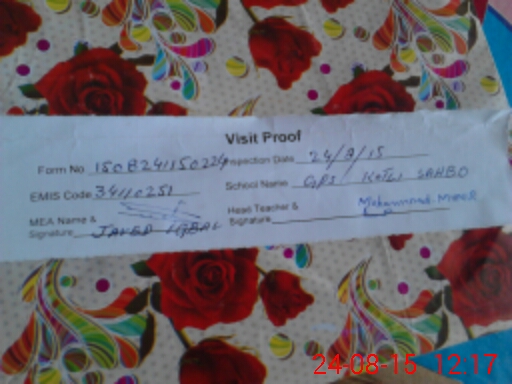 Visit Proof
Form No 1508241150224 Inspection Date 24/8/15
EMIS Code 34110251 School Name GPS KOTLI SAHBO
MEA Name & Signature JAVED IQBAL Head Teacher & Signature Muhammad Munir
24-08-15 12:17